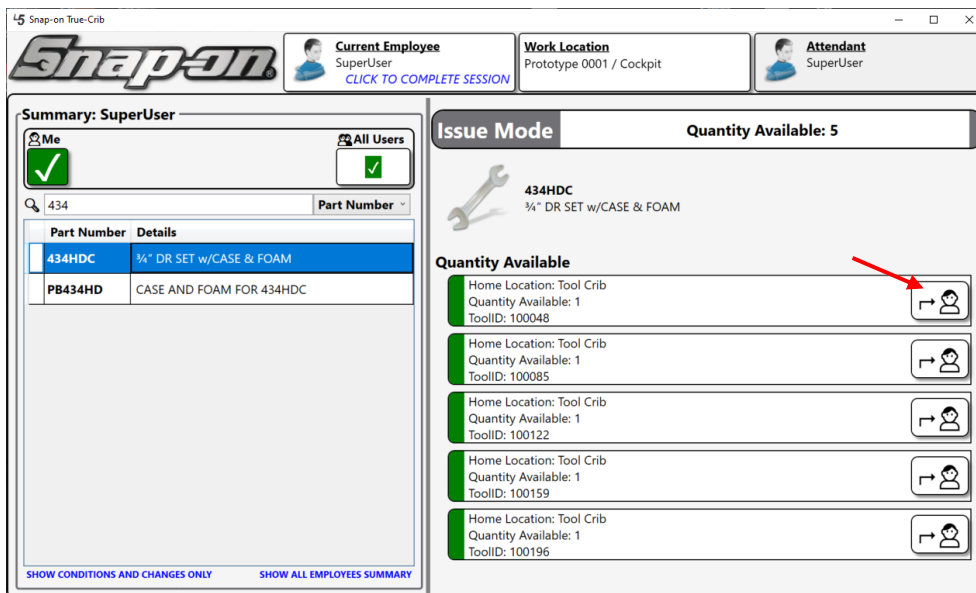 Snap-on True-Crib
Snap-on
Current Employee
SuperUser
CLICK TO COMPLETE SESSION
Work Location
Prototype 0001 / Cockpit
Attendant
SuperUser
Summary: SuperUser
Me
All Users
434
Part Number
Part Number Details
434HDC ¾" DR SET w/CASE & FOAM
PB434HD CASE AND FOAM FOR 434HDC
SHOW CONDITIONS AND CHANGES ONLY SHOW ALL EMPLOYEES SUMMARY
Issue Mode
Quantity Available: 5
434HDC
¾" DR SET w/CASE & FOAM
Quantity Available
Home Location: Tool Crib
Quantity Available: 1
ToolID: 100048
Home Location: Tool Crib
Quantity Available: 1
ToolID: 100085
Home Location: Tool Crib
Quantity Available: 1
ToolID: 100122
Home Location: Tool Crib
Quantity Available: 1
ToolID: 100159
Home Location: Tool Crib
Quantity Available: 1
ToolID: 100196